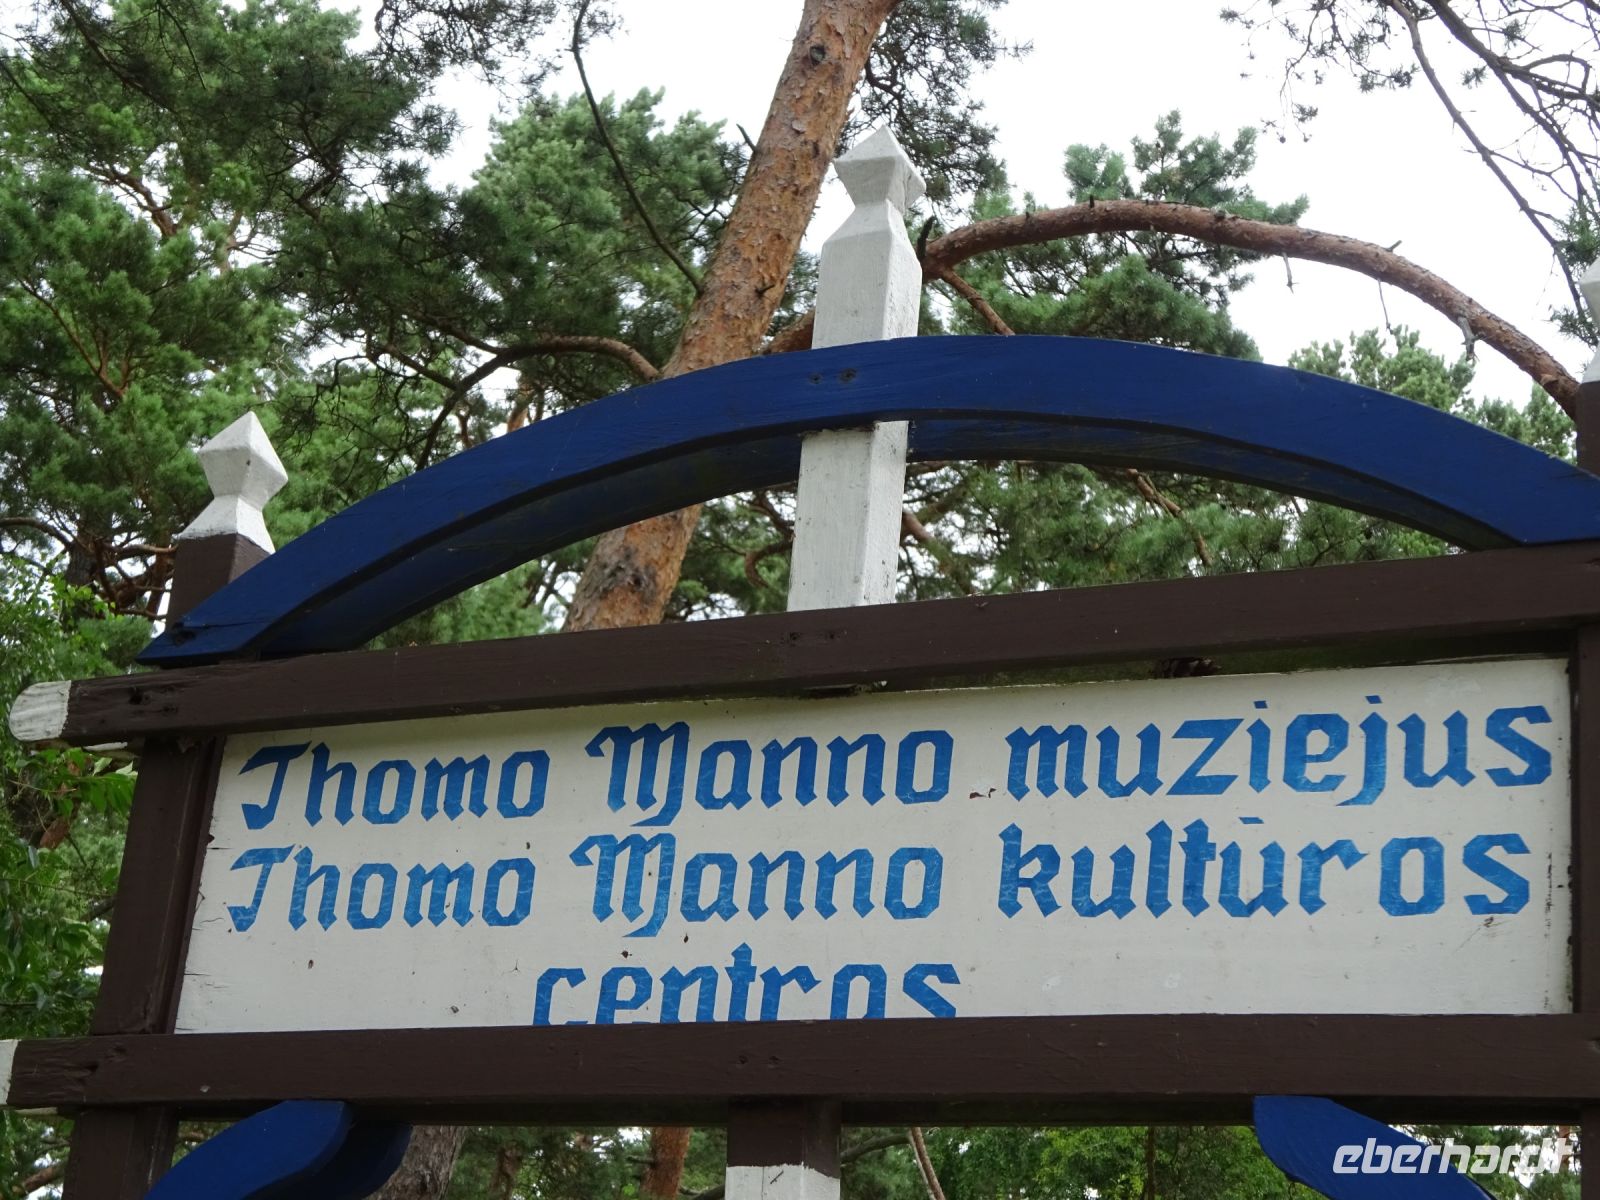 Thomo Manno muziejus
Thomo Manno kultūros
centras
eberhardt